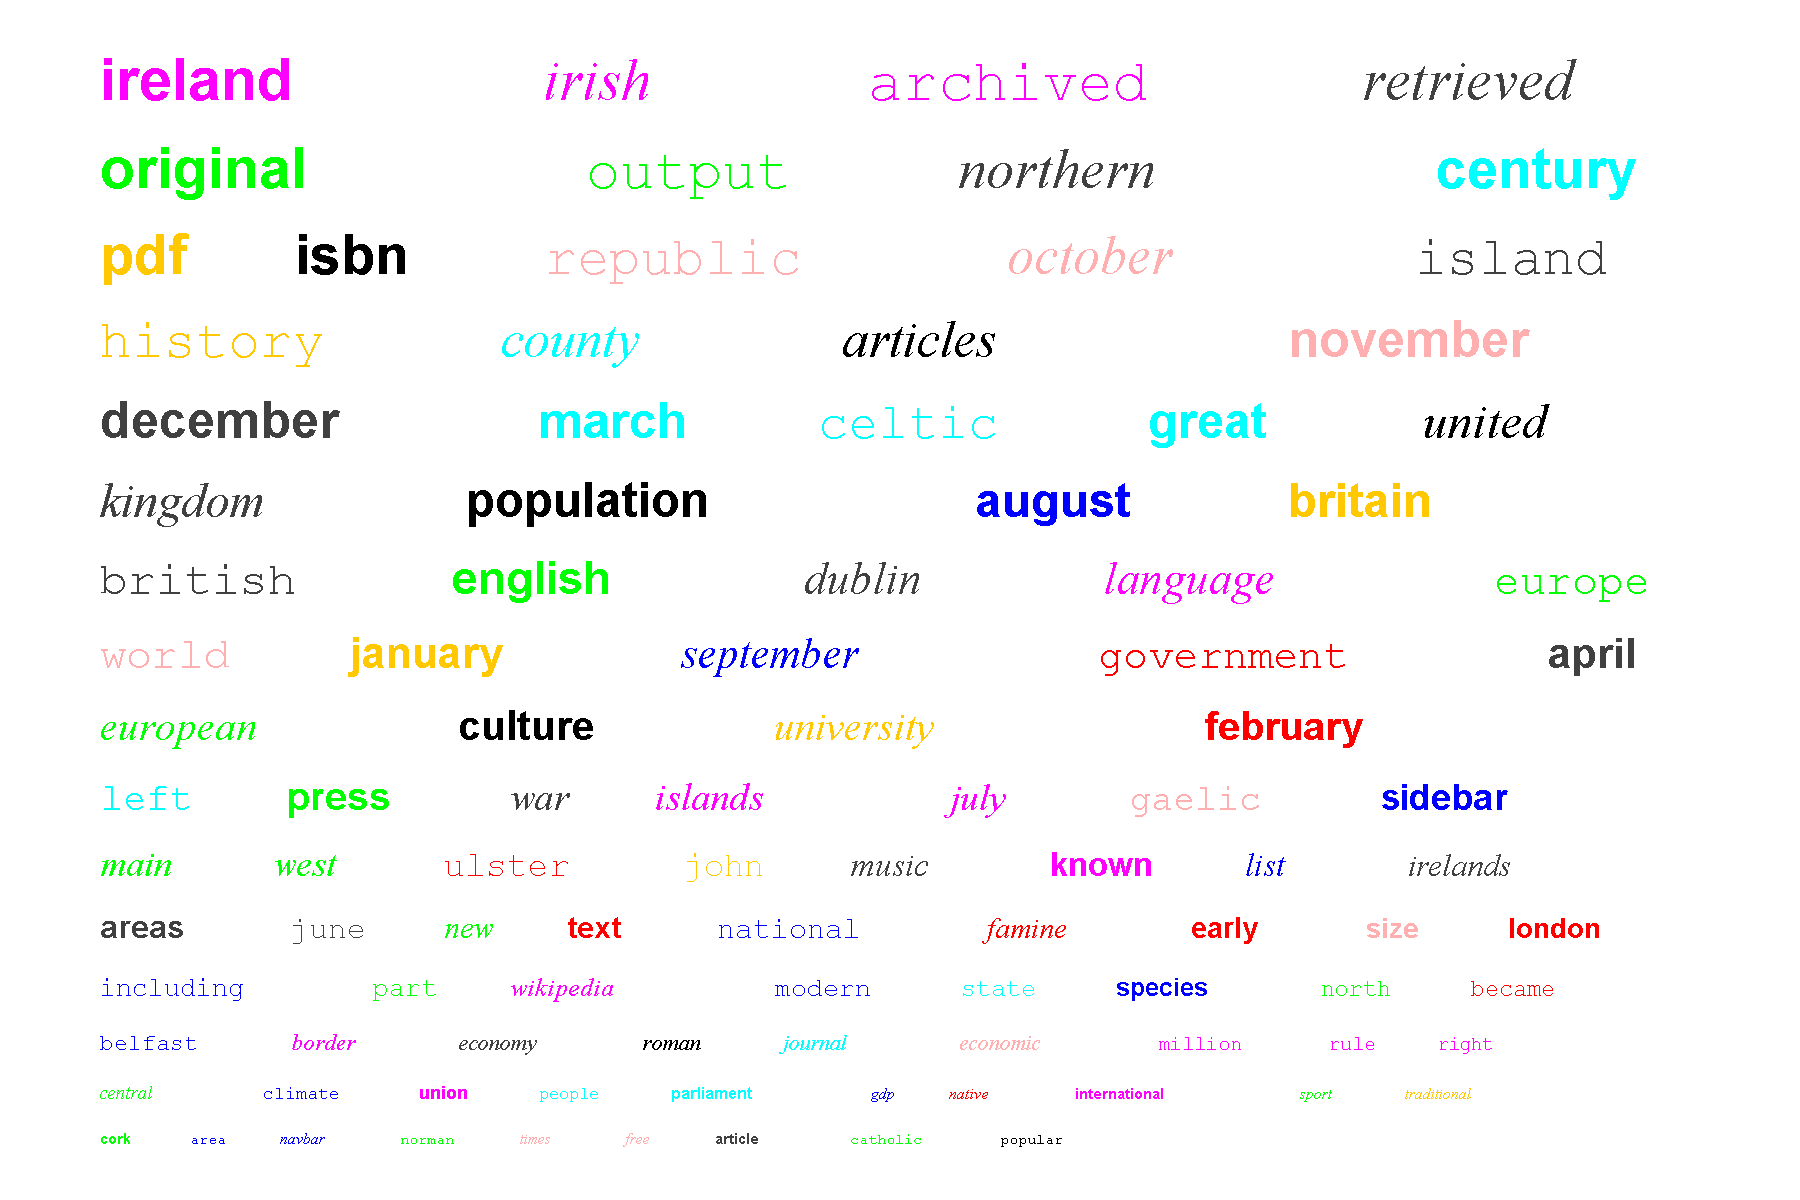 ireland irish archived retrieved
original output northern century
pdf isbn republic october island
history county articles november
december march celtic great united
kingdom population august britain
british english dublin language europe
world january september government april
european culture university february
left press war islands july gaelic sidebar
main west ulster john music known list irelands
areas june new text national famine early size london
including part wikipedia modern state species north became
belfast border economy roman journal economic million rule right
central climate union people parliament gdp native international sport traditional
cork area navbar norman times free article catholic popular